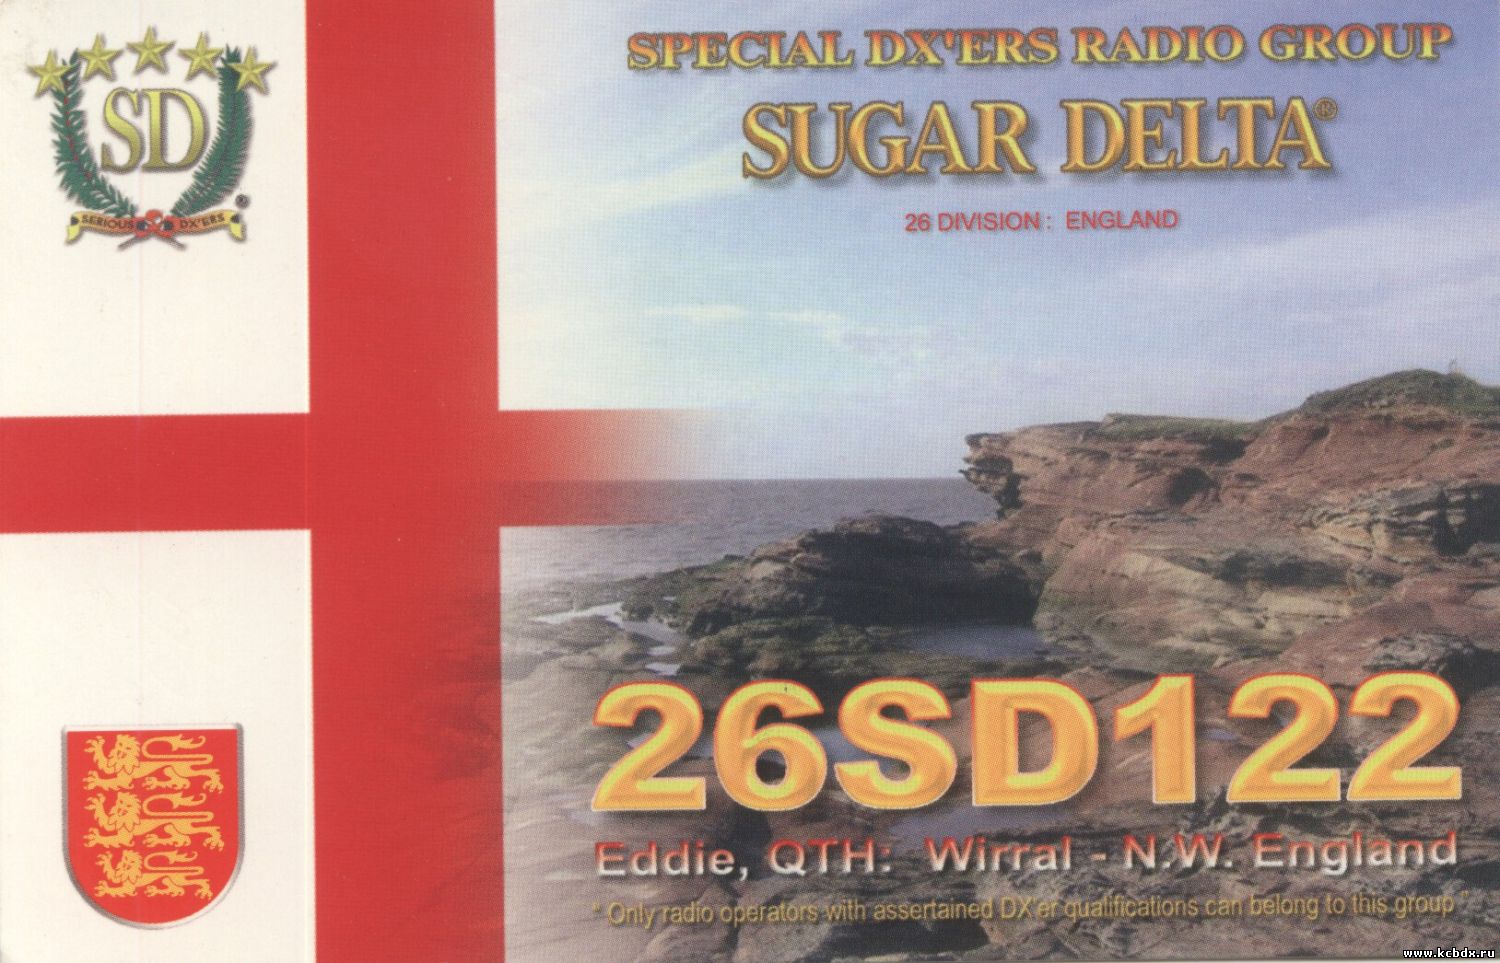 SD
SERIOUS & DX'ERS
SPECIAL DX'ERS RADIO GROUP
SUGAR DELTA®
26 DIVISION : ENGLAND
26SD122
Eddie, QTH: Wirral - N.W. England
" Only radio operators with assertained DX'er qualifications can belong to this group "
www.kcbdx.ru